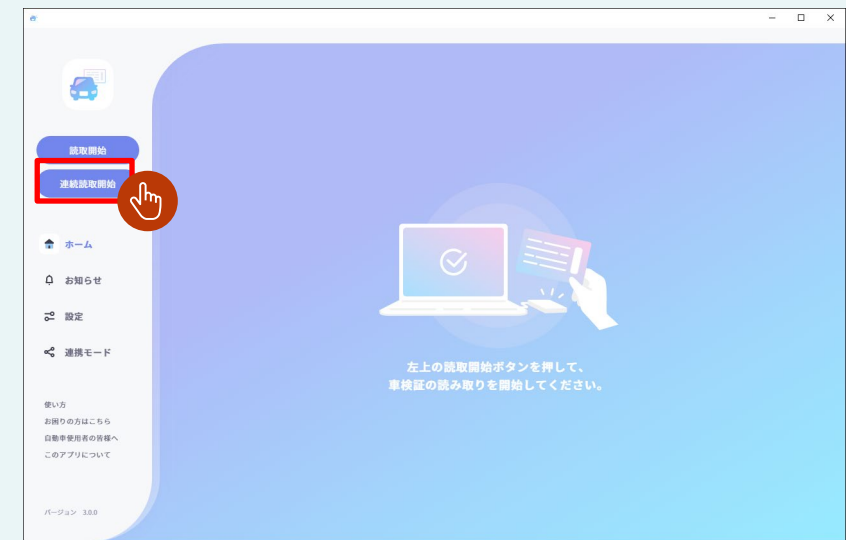 読取開始
連続読取開始
ホーム
お知らせ
設定
連携モード
使い方
お困りの方はこちら
自動車使用者の皆様へ
このアプリについて
バージョン 3.0.0
左上の読取開始ボタンを押して、
車検証の読み取りを開始してください。